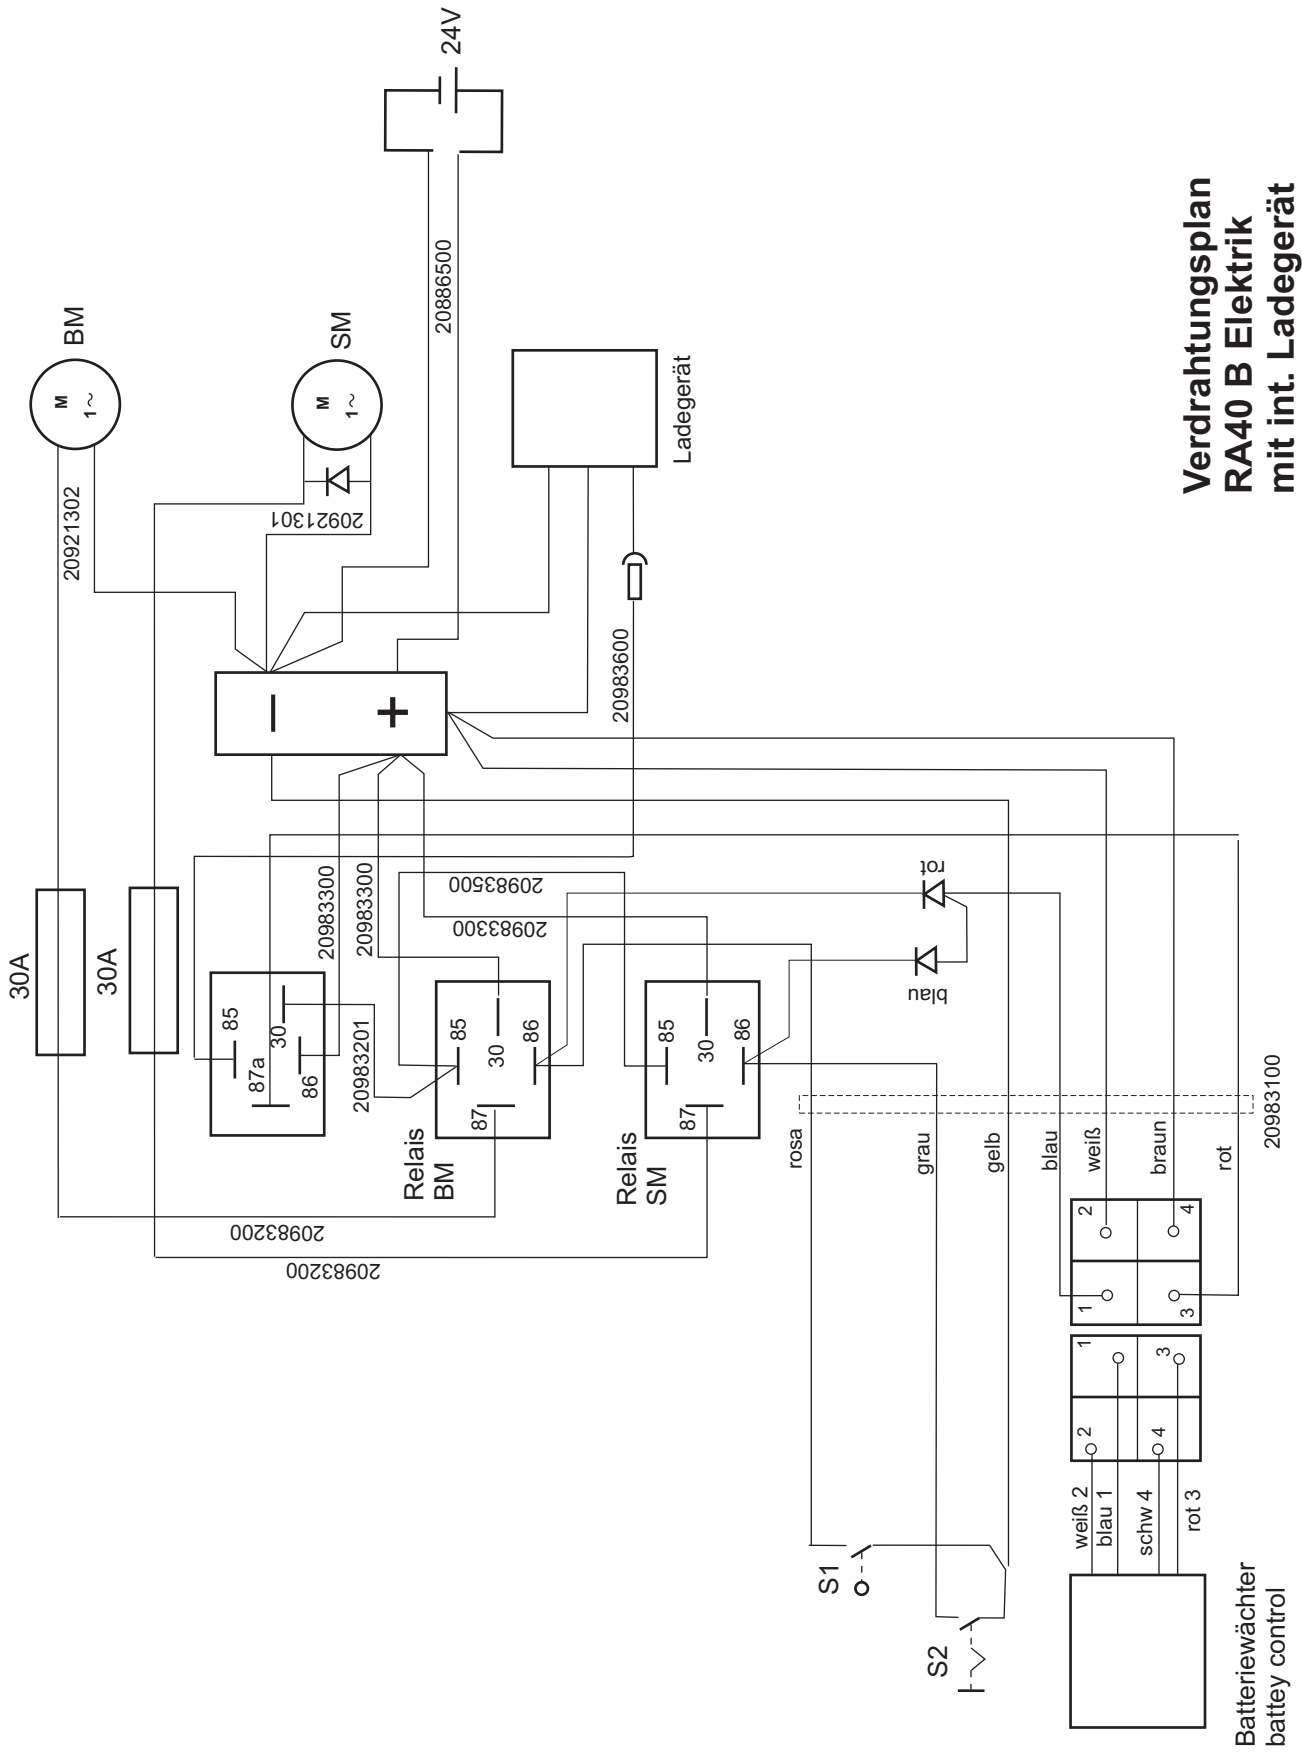 Verdrahtungsplan
RA40 B Elektrik
mit int. Ladegerät
24V
BM
M
1~
SM
M
1~
20921302
20921301
20886500
Ladegerät
20983600
−
+
30A
30A
20983300
20983300
20983500
20983300
rot
blau
85
87a
30
86
20983201
85
30
86
87
Relais
BM
85
30
86
87
Relais
SM
20983200
20983200
rosa
grau
gelb
blau
weiß
braun
rot
20983100
2
4
1
3
1
3
2
4
weiß 2
blau 1
schw 4
rot 3
S1
S2
Batteriewächter
battey control